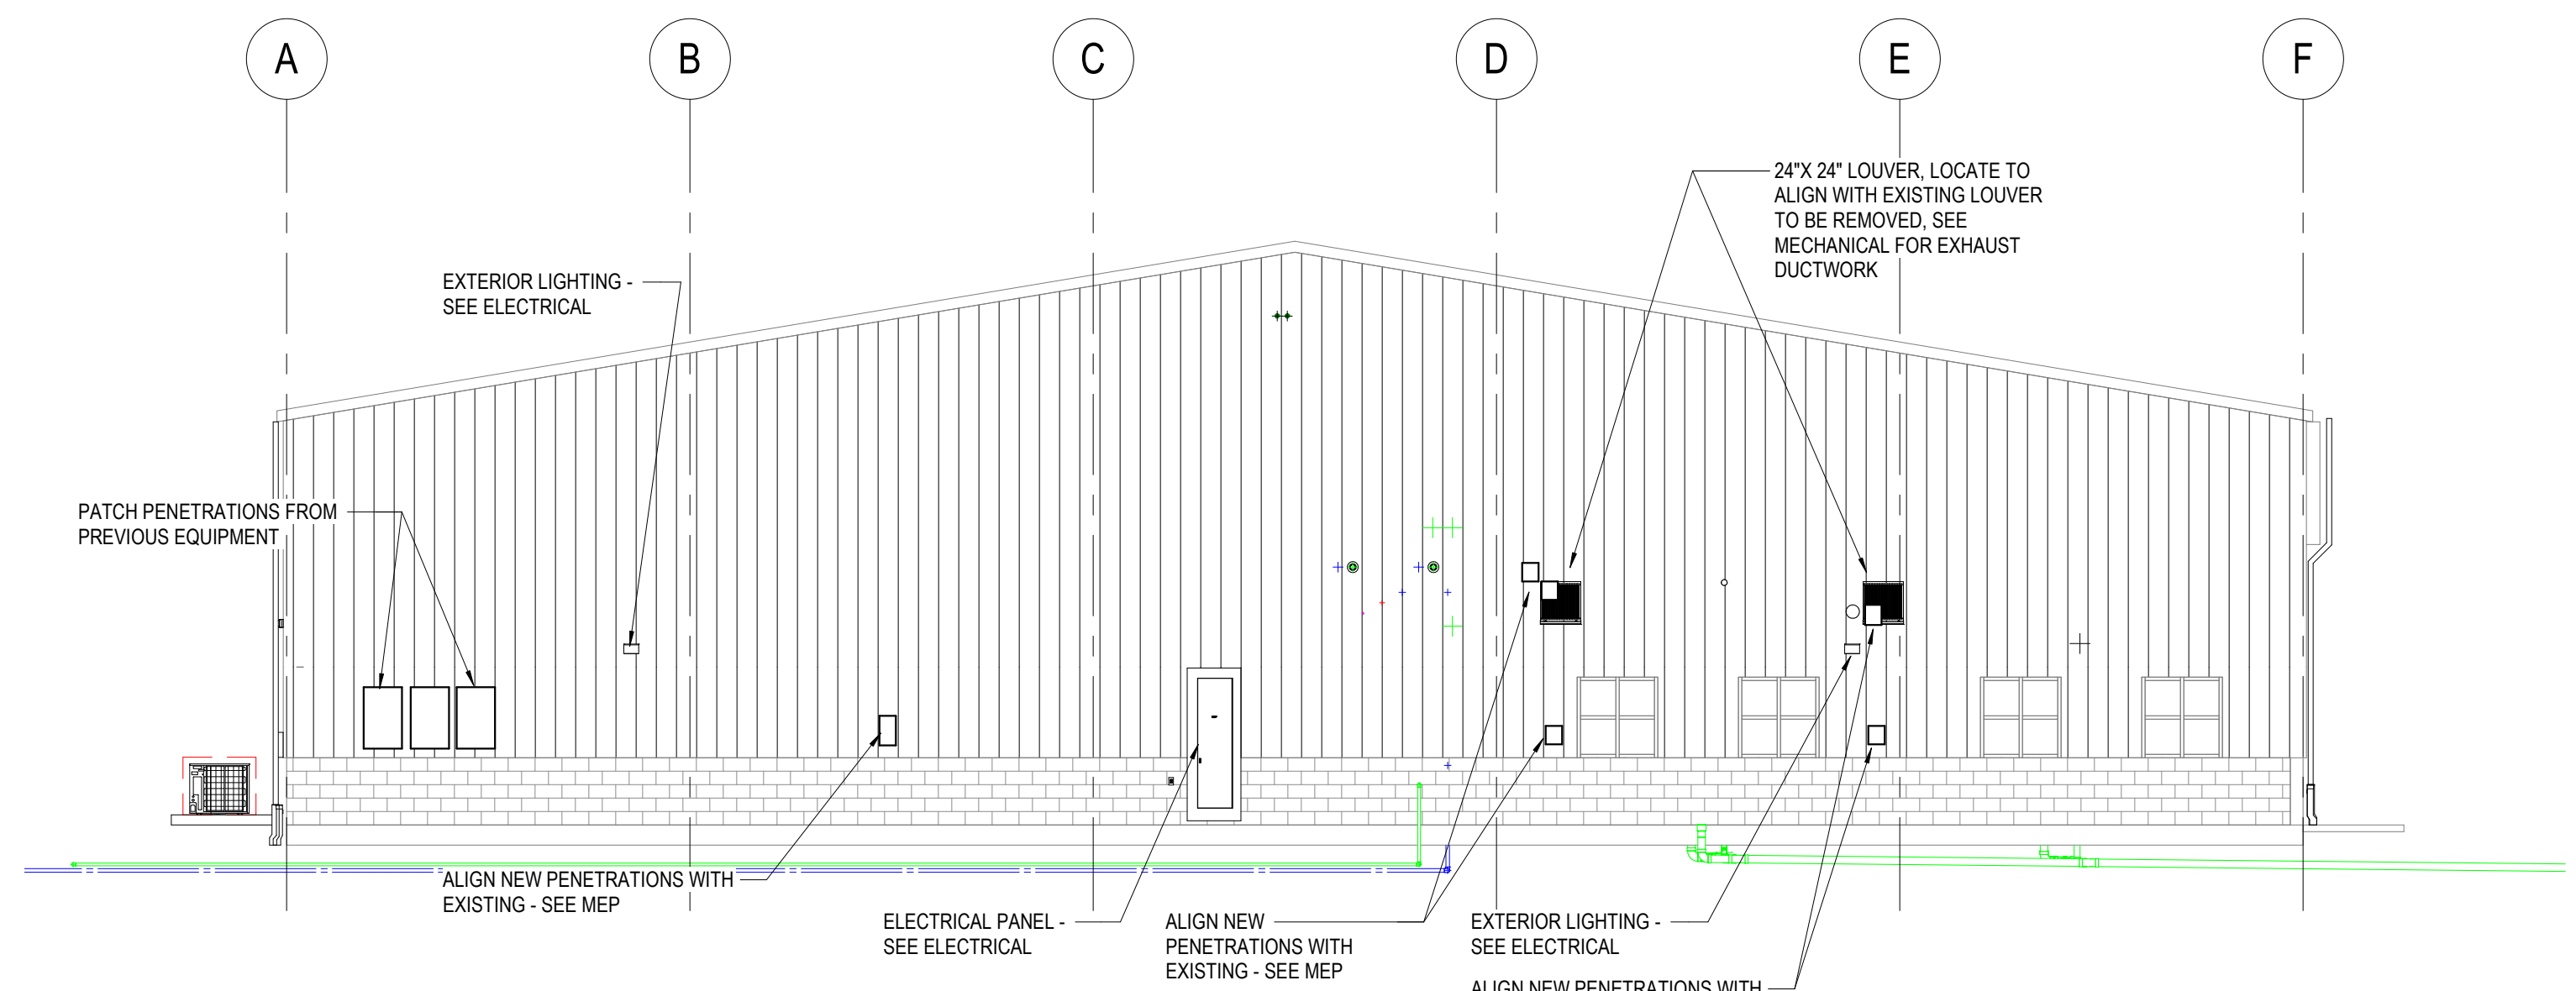 A
B
C
D
E
F
24"X 24" LOUVER, LOCATE TO
ALIGN WITH EXISTING LOUVER
TO BE REMOVED, SEE
MECHANICAL FOR EXHAUST
DUCTWORK
EXTERIOR LIGHTING -
SEE ELECTRICAL
PATCH PENETRATIONS FROM
PREVIOUS EQUIPMENT
ALIGN NEW PENETRATIONS WITH
EXISTING - SEE MEP
ELECTRICAL PANEL -
SEE ELECTRICAL
ALIGN NEW
PENETRATIONS WITH
EXISTING - SEE MEP
EXTERIOR LIGHTING -
SEE ELECTRICAL
ALIGN NEW PENETRATIONS WITH